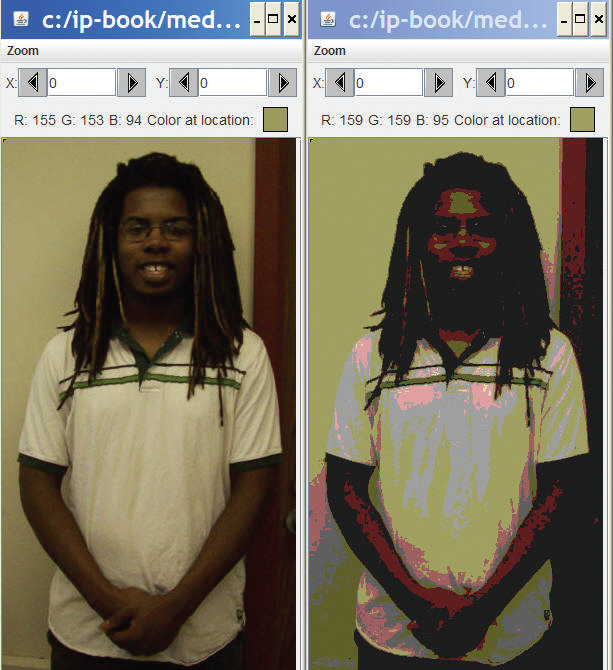 c:/ip-book/med...
Zoom
X: 0 Y: 0
R: 155 G: 153 B: 94 Color at location:
c:/ip-book/med...
Zoom
X: 0 Y: 0
R: 159 G: 159 B: 95 Color at location: